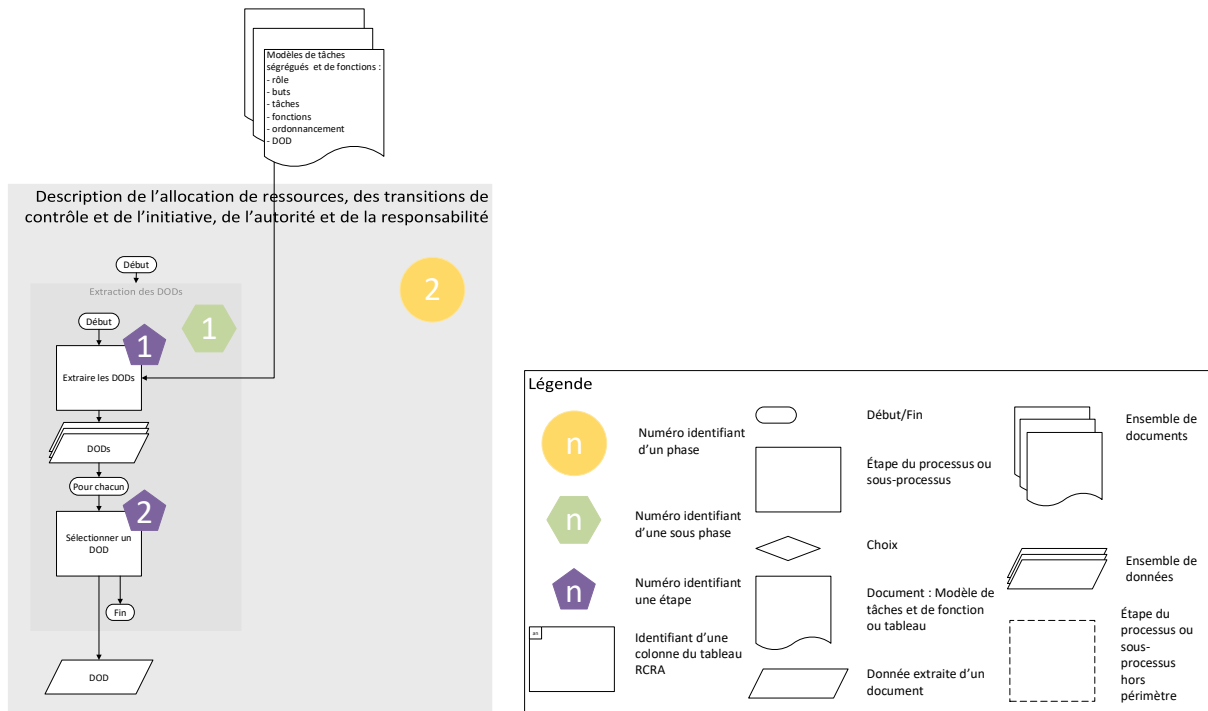 Modèles de tâches
ségrégués et de fonctions :
- rôle
- buts
- tâches
- fonctions
- ordonnancement
- DOD
Description de l'allocation de ressources, des transitions de
contrôle et de l'initiative, de l'autorité et de la responsabilité
Début
2
Extraction des DODs
Début
1
1
Extraire les DODs
DODs
Pour chacun
2
Sélectionner un
DOD
Fin
DOD
Légende
n
Numéro identifiant
d'un phase
n
Numéro identifiant
d'une sous phase
n
Numéro identifiant
une étape
an
Identifiant d'une
colonne du tableau
RCRA
Début/Fin
Étape du processus ou
sous-processus
Choix
Document : Modèle de
tâches et de fonction
ou tableau
Donnée extraite d'un
document
Ensemble de
documents
Ensemble de
données
Étape du
processus ou
sous-
processus
hors
périmètre